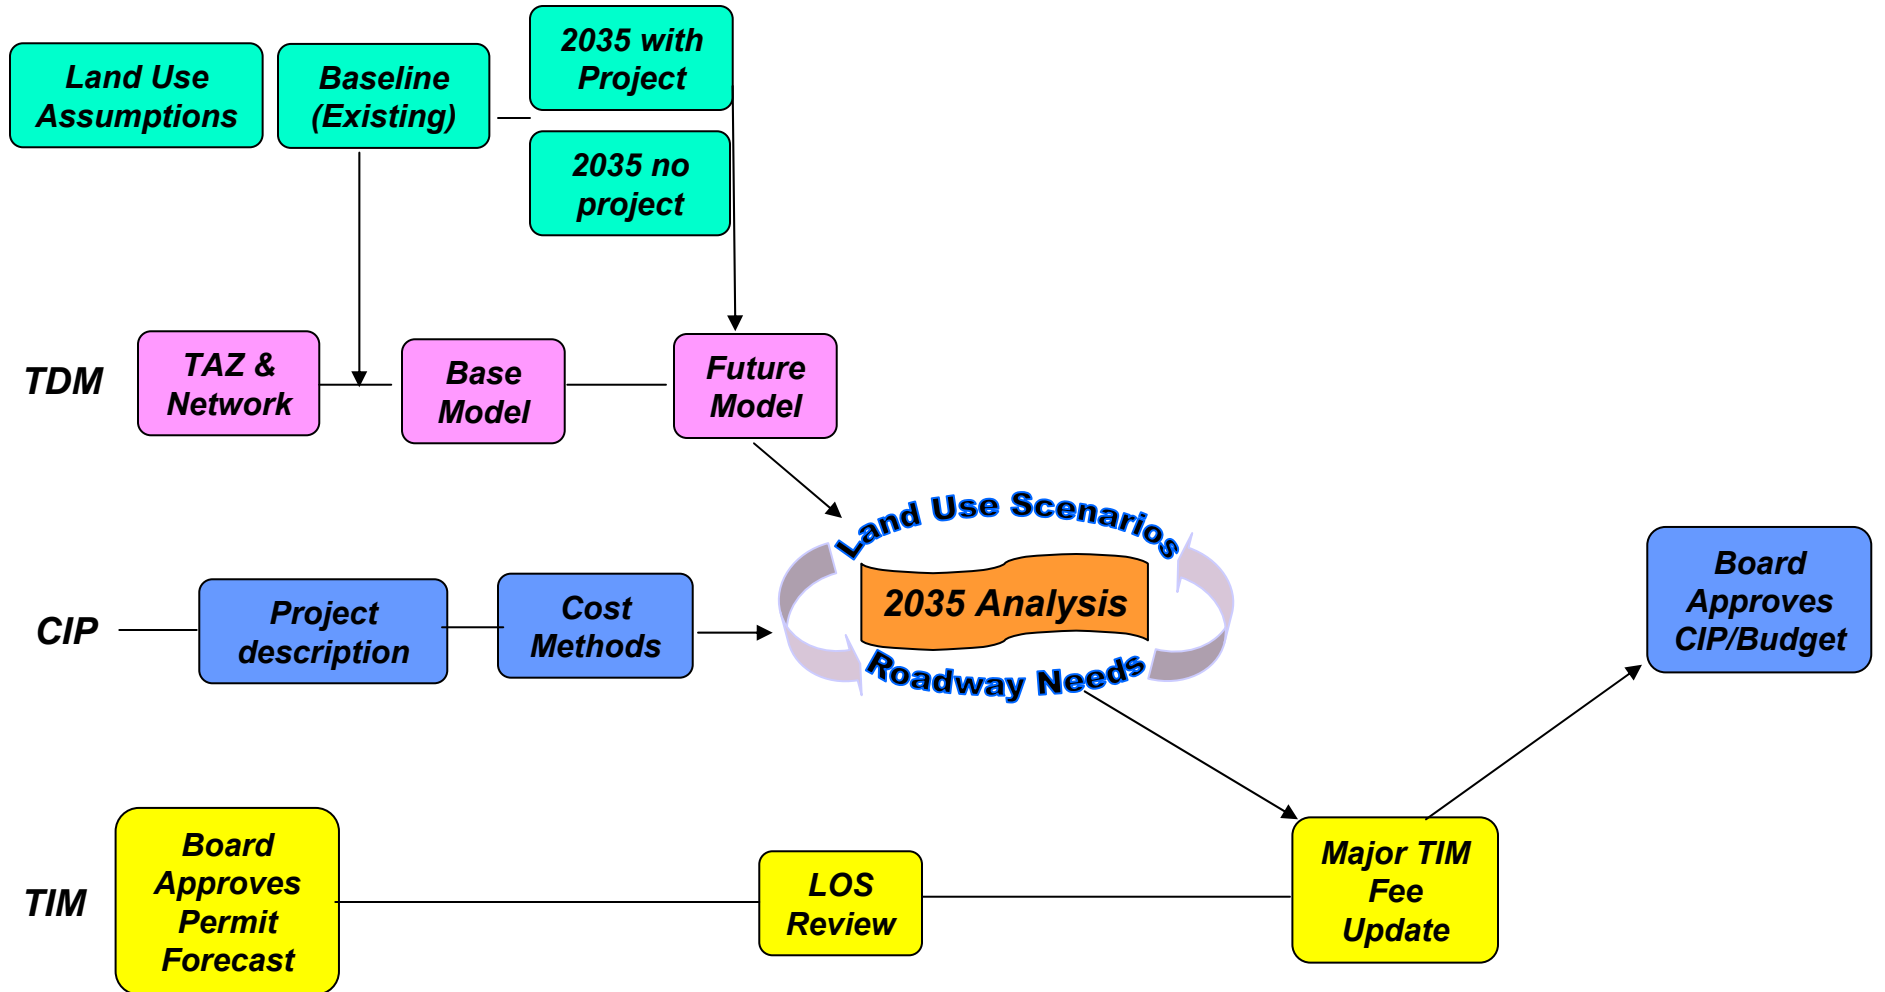 Land Use
Assumptions
Baseline
(Existing)
2035 with
Project
2035 no
project
TDM
TAZ &
Network
Base
Model
Future
Model
CIP
Project
description
Cost
Methods
Land Use Scenarios
2035 Analysis
Roadway Needs
Board
Approves
CIP/Budget
TIM
Board
Approves
Permit
Forecast
LOS
Review
Major TIM
Fee
Update